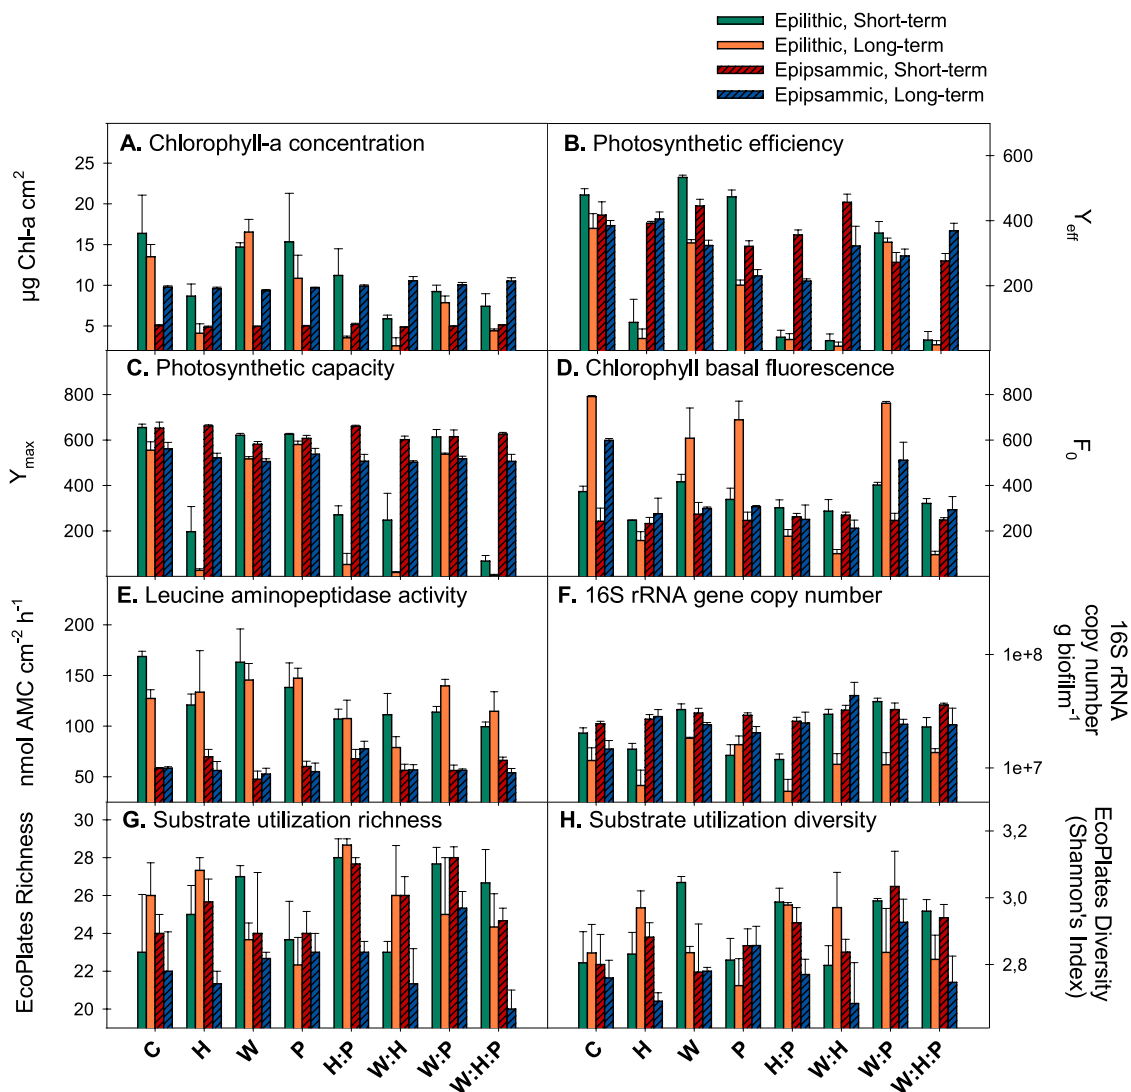 Epilithic, Short-term
Epilithic, Long-term
Epipsammic, Short-term
Epipsammic, Long-term
A. Chlorophyll-a concentration
B. Photosynthetic efficiency
µg Chl-a cm²
25
20
15
10
5
600
400
200
Yeff
C. Photosynthetic capacity
D. Chlorophyll basal fluorescence
Ymax
800
600
400
200
800
600
400
200
F0
E. Leucine aminopeptidase activity
F. 16S rRNA gene copy number
nmol AMC cm⁻² h⁻¹
200
150
100
50
1e+8
1e+7
16S rRNA
copy number
g biofilm⁻¹
G. Substrate utilization richness
H. Substrate utilization diversity
EcoPlates Richness
30
28
26
24
22
20
3,2
3,0
2,8
EcoPlates Diversity
(Shannon's Index)
C H W P H:P W:H W:P W:H:P
C H W P H:P W:H W:P W:H:P